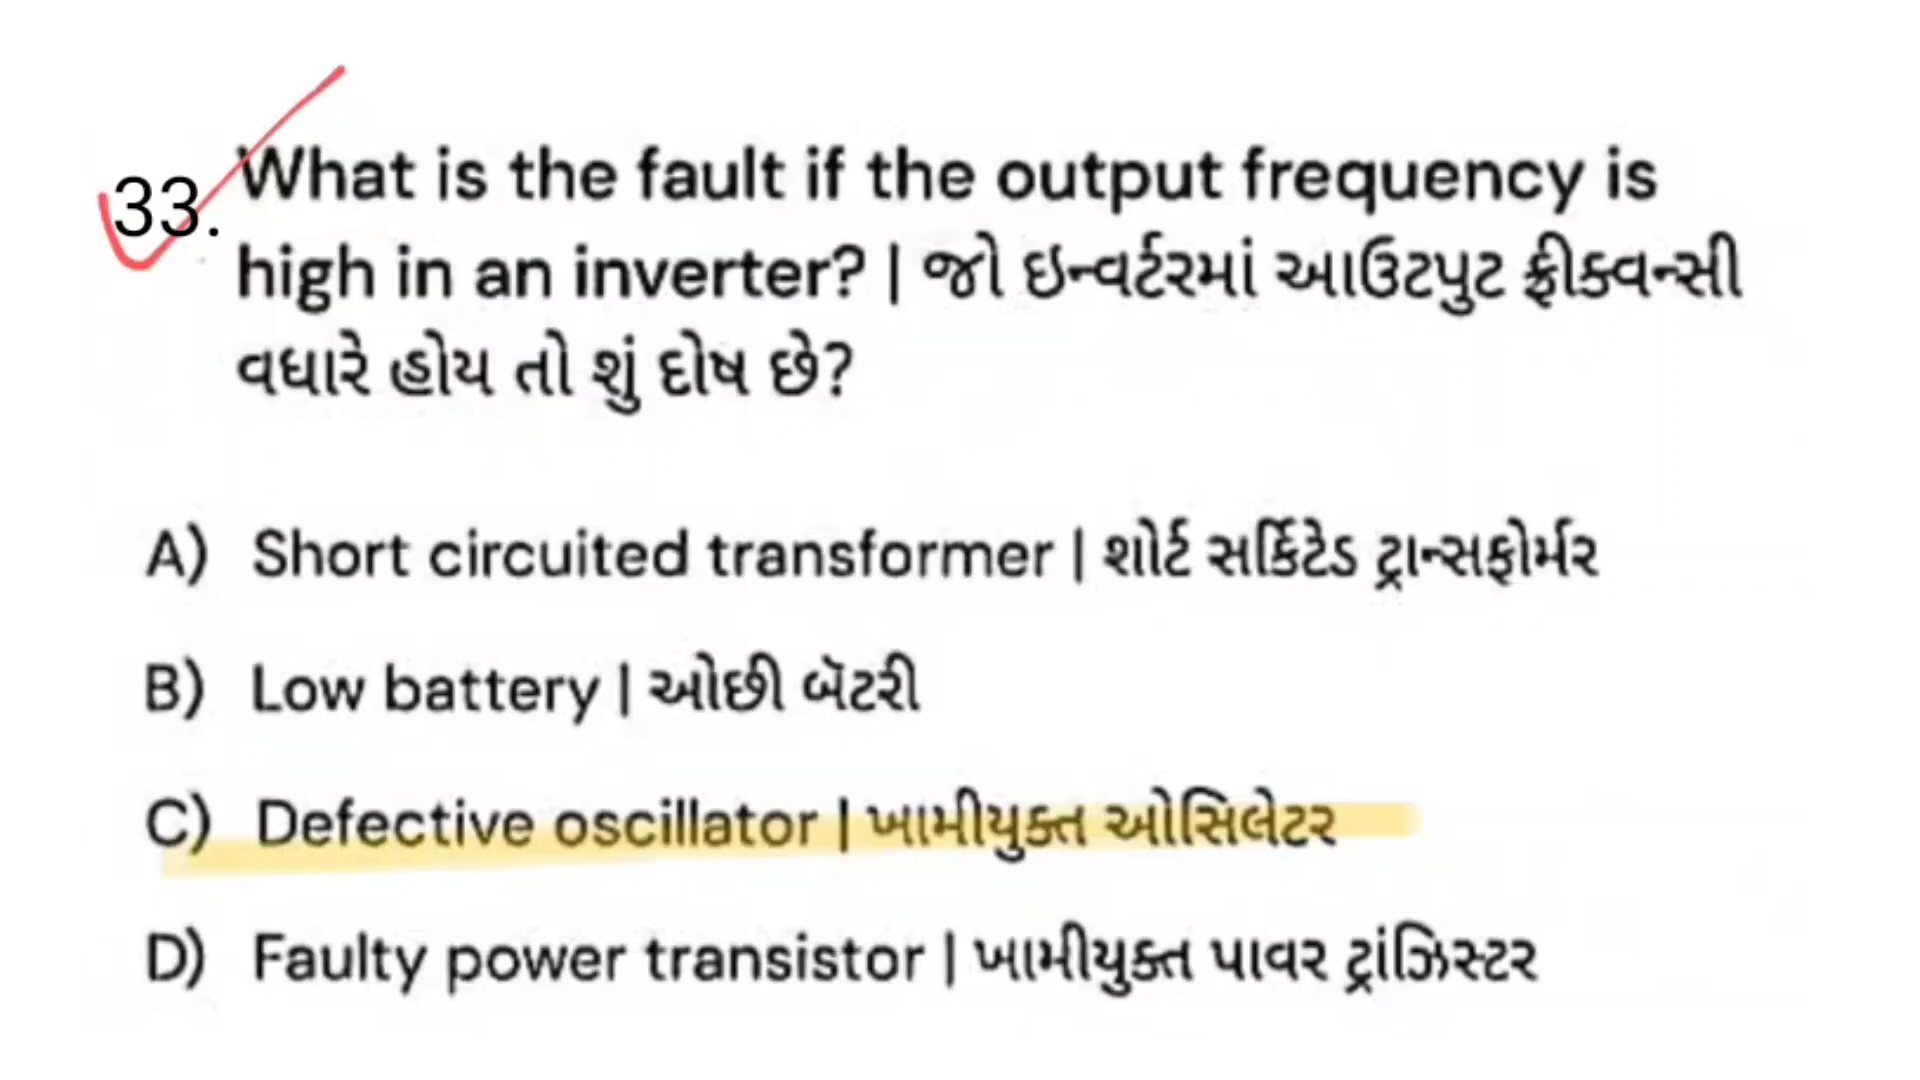 33. What is the fault if the output frequency is
high in an inverter? | જો ઇન્વર્ટરમાં આઉટપુટ ફ્રીક્વન્સી
વધારે હોય તો શું દોષ છે?
A) Short circuited transformer | શોર્ટ સર્કિટેડ ટ્રાન્સફોર્મર
B) Low battery | ઓછી બૅટરી
C) Defective oscillator | ખામીયુક્ત ઓસિલેટર
D) Faulty power transistor | ખામીયુક્ત પાવર ટ્રાંઝિસ્ટર